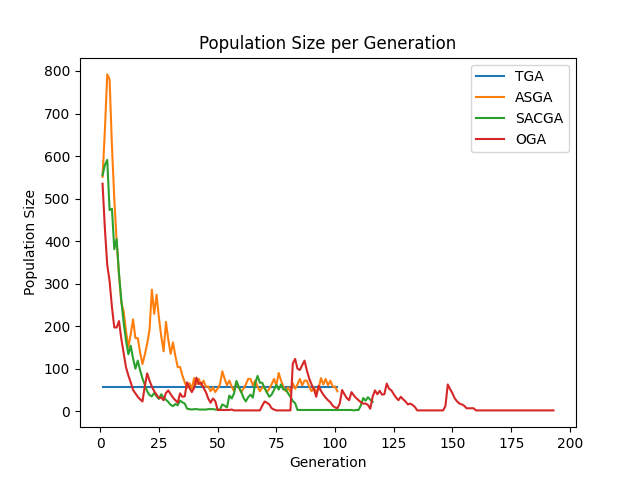 Population Size per Generation
TGA
ASGA
SACGA
OGA
Population Size
800
700
600
500
400
300
200
100
0
0 25 50 75 100 125 150 175 200
Generation